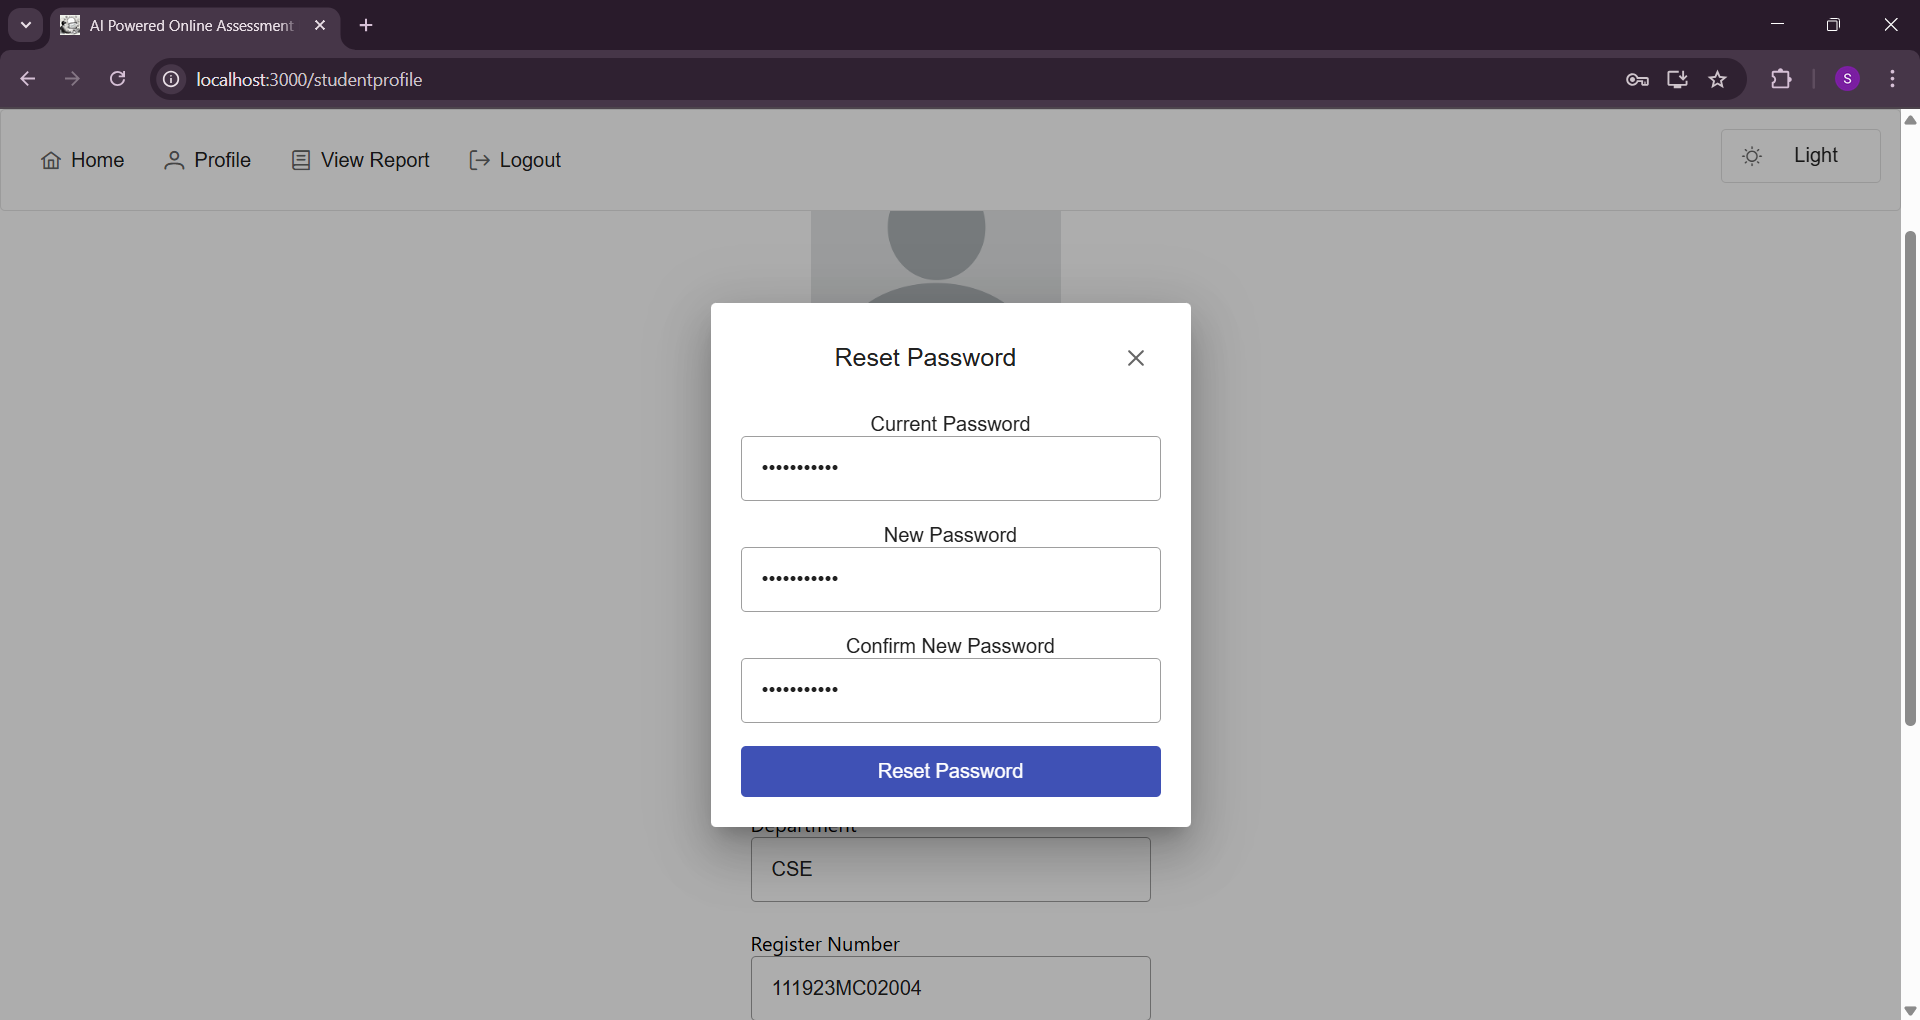 AI Powered Online Assessment
localhost:3000/studentprofile
S
Home Profile View Report Logout Light
Reset Password
Current Password
•••••••••••
New Password
•••••••••••
Confirm New Password
•••••••••••
Reset Password
Department
CSE
Register Number
111923MC02004